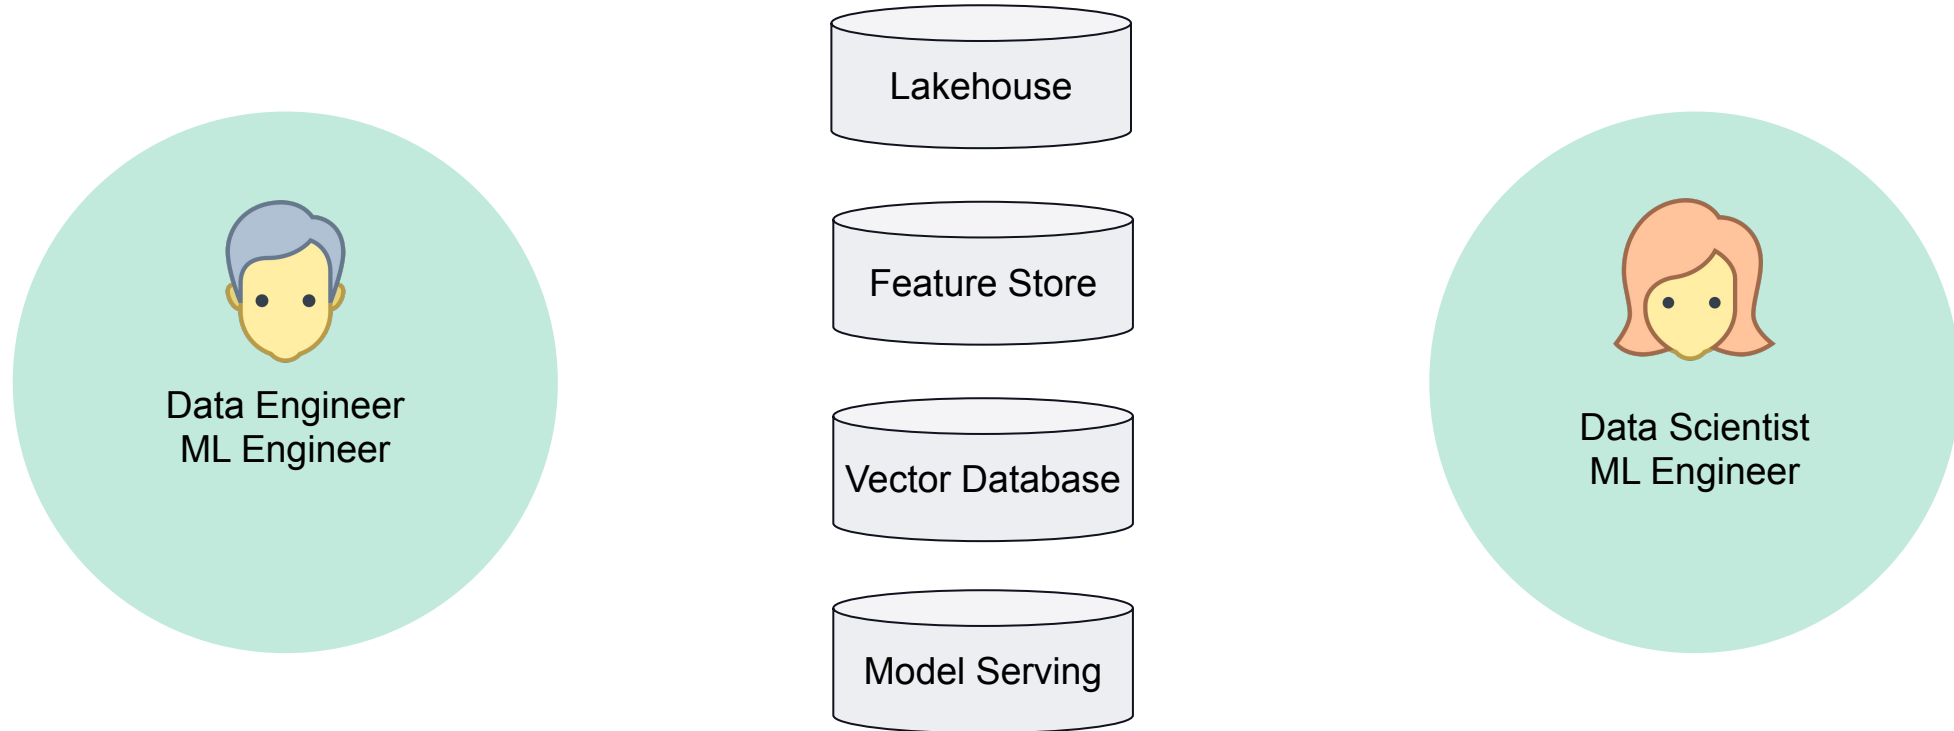 Lakehouse
Feature Store
Data Engineer
ML Engineer
Vector Database
Data Scientist
ML Engineer
Model Serving